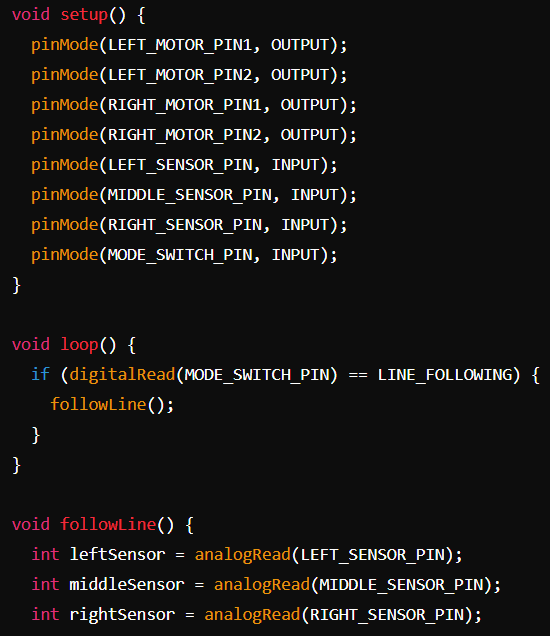 void setup() {
  pinMode(LEFT_MOTOR_PIN1, OUTPUT);
  pinMode(LEFT_MOTOR_PIN2, OUTPUT);
  pinMode(RIGHT_MOTOR_PIN1, OUTPUT);
  pinMode(RIGHT_MOTOR_PIN2, OUTPUT);
  pinMode(LEFT_SENSOR_PIN, INPUT);
  pinMode(MIDDLE_SENSOR_PIN, INPUT);
  pinMode(RIGHT_SENSOR_PIN, INPUT);
  pinMode(MODE_SWITCH_PIN, INPUT);
}

void loop() {
  if (digitalRead(MODE_SWITCH_PIN) == LINE_FOLLOWING) {
    followLine();
  }
}

void followLine() {
  int leftSensor = analogRead(LEFT_SENSOR_PIN);
  int middleSensor = analogRead(MIDDLE_SENSOR_PIN);
  int rightSensor = analogRead(RIGHT_SENSOR_PIN);